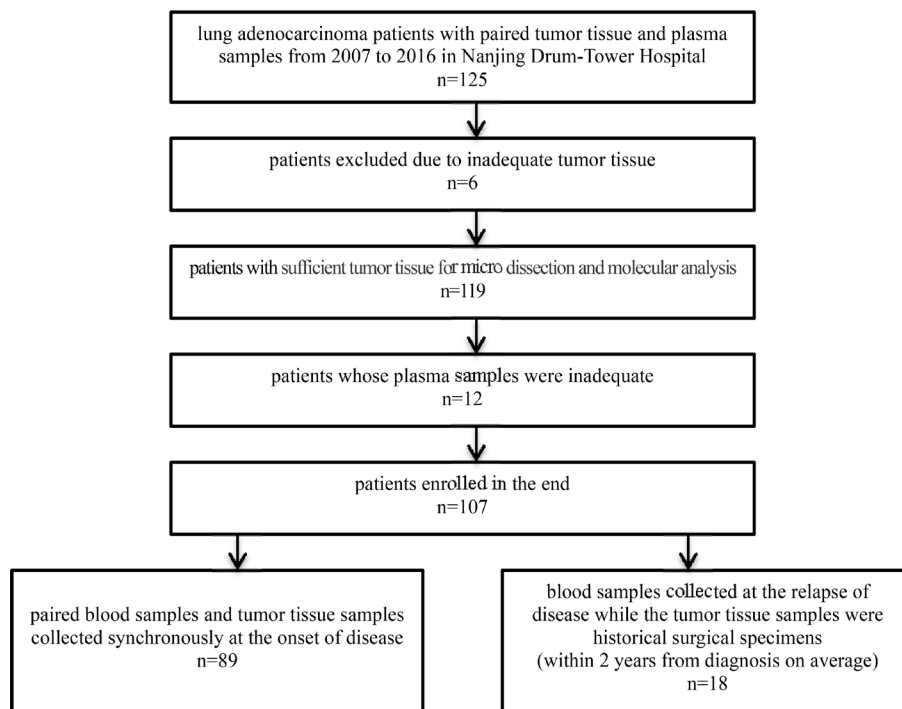 lung adenocarcinoma patients with paired tumor tissue and plasma
samples from 2007 to 2016 in Nanjing Drum-Tower Hospital
n=125
patients excluded due to inadequate tumor tissue
n=6
patients with sufficient tumor tissue for micro dissection and molecular analysis
n=119
patients whose plasma samples were inadequate
n=12
patients enrolled in the end
n=107
paired blood samples and tumor tissue samples
collected synchronously at the onset of disease
n=89
blood samples collected at the relapse of
disease while the tumor tissue samples were
historical surgical specimens
(within 2 years from diagnosis on average)
n=18